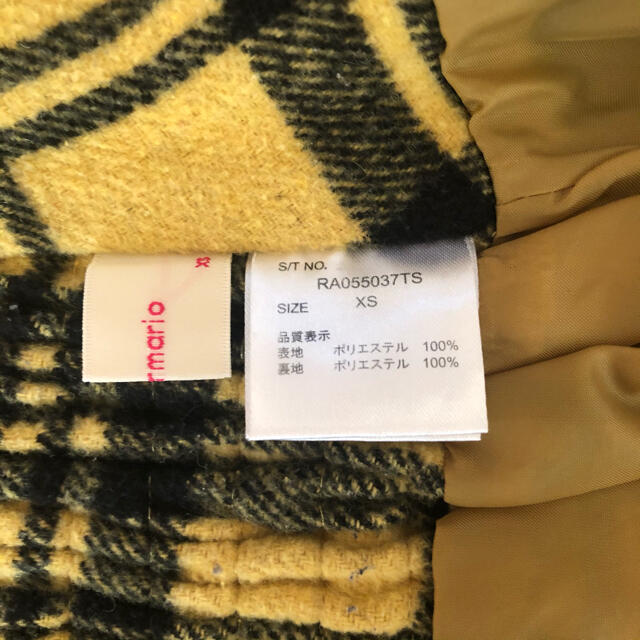 S/T NO.
RA055037TS
SIZE XS
品質表示
表地 ポリエステル 100%
裏地 ポリエステル 100%
rmario